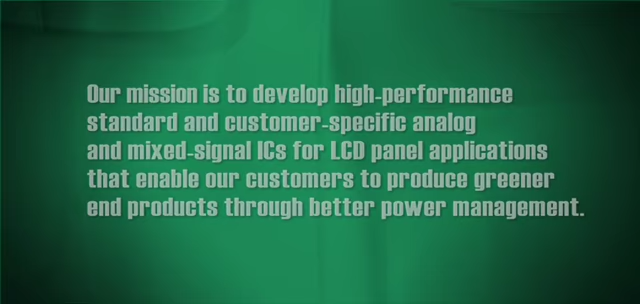 Our mission is to develop high-performance
standard and customer-specific analog
and mixed-signal ICs for LCD panel applications
that enable our customers to produce greener
end products through better power management.